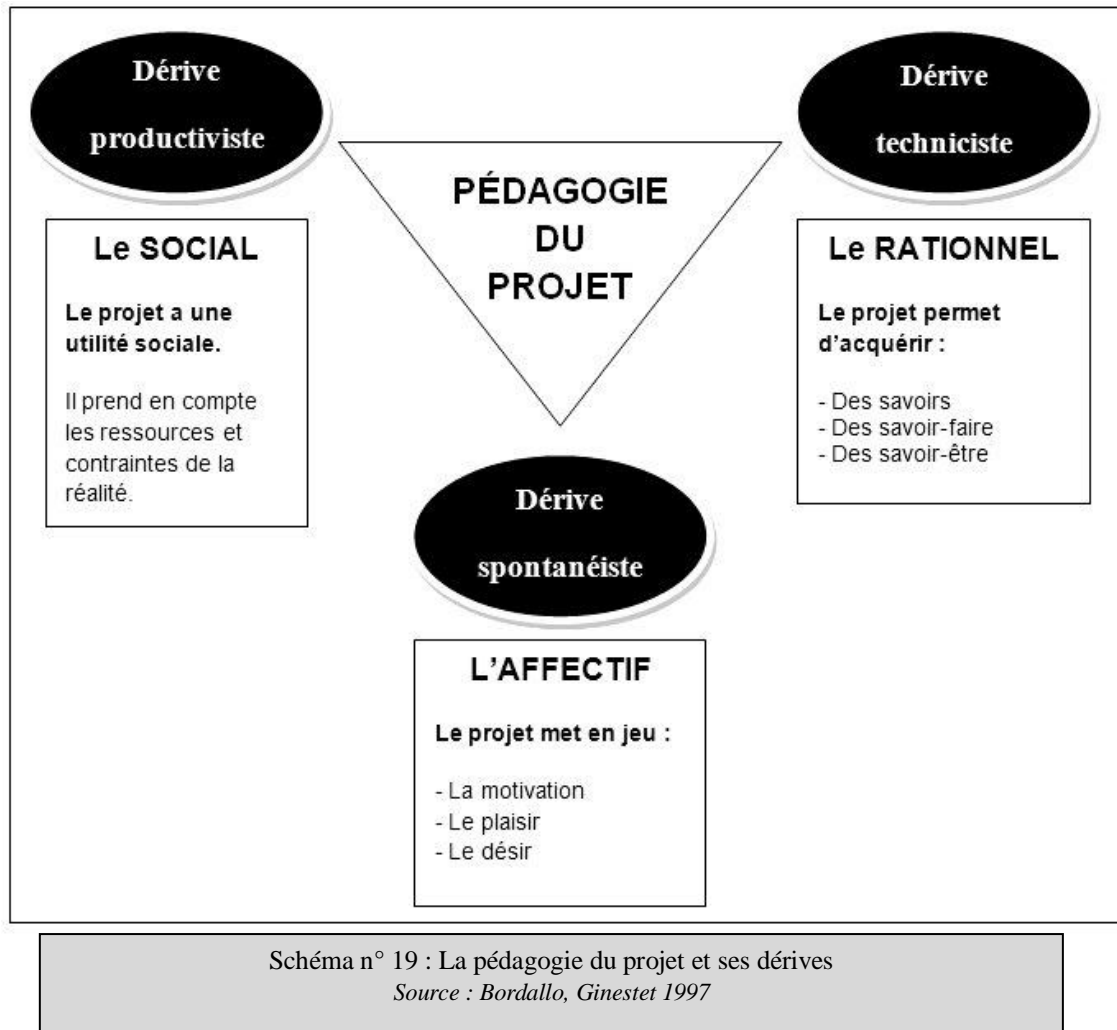 Dérive
productiviste
Dérive
techniciste
PÉDAGOGIE
DU
PROJET
Le SOCIAL
Le projet a une
utilité sociale.
Il prend en compte
les ressources et
contraintes de la
réalité.
Le RATIONNEL
Le projet permet
d'acquérir :
- Des savoirs
- Des savoir-faire
- Des savoir-être
Dérive
spontanéiste
L'AFFECTIF
Le projet met en jeu :
- La motivation
- Le plaisir
- Le désir
Schéma n° 19 : La pédagogie du projet et ses dérives
Source : Bordallo, Ginestet 1997